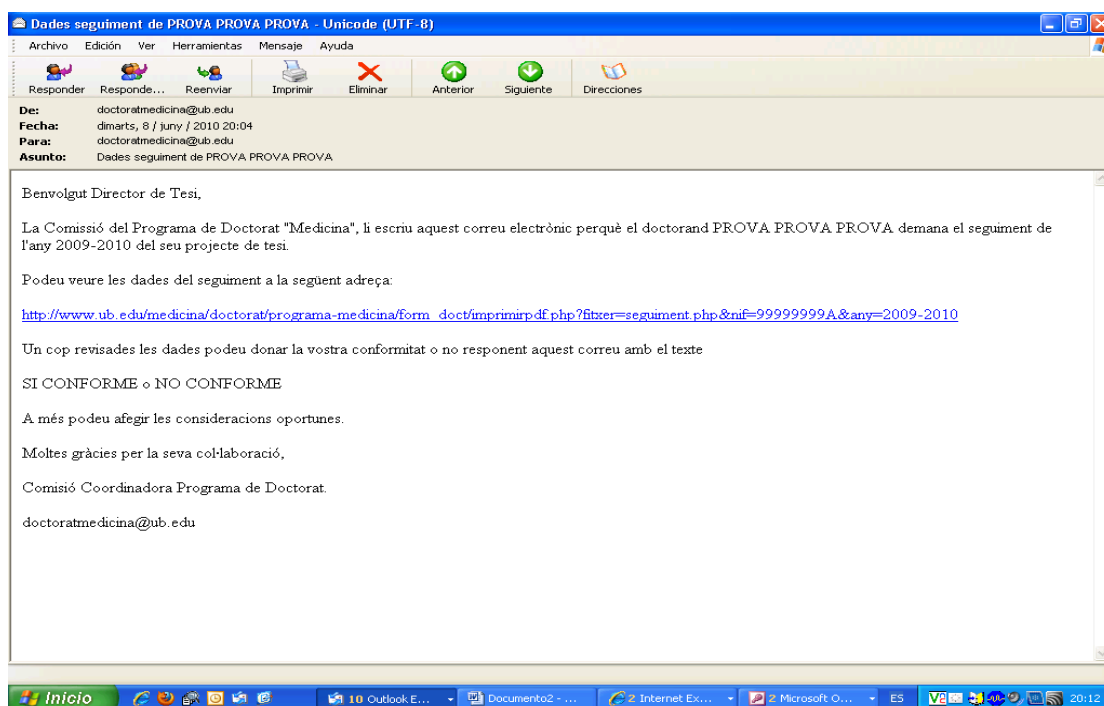 Dades seguiment de PROVA PROVA PROVA - Unicode (UTF-8)
Archivo Edición Ver Herramientas Mensaje Ayuda
Responder Responde... Reenviar Imprimir Eliminar Anterior Siguiente Direcciones
De: doctoratmedicina@ub.edu
Fecha: dimarts, 8 / juny / 2010 20:04
Para: doctoratmedicina@ub.edu
Asunto: Dades seguiment de PROVA PROVA PROVA
Benvolgut Director de Tesi,
La Comissió del Programa de Doctorat "Medicina", li escriu aquest correu electrònic perquè el doctorand PROVA PROVA PROVA demana el seguiment de
l'any 2009-2010 del seu projecte de tesi.
Podeu veure les dades del seguiment a la següent adreça:
http://www.ub.edu/medicina/doctorat/programa-medicina/form_doct/imprimirpdf.php?fitxer=seguiment.php&nif=99999999A&any=2009-2010
Un cop revisades les dades podeu donar la vostra conformitat o no responent aquest correu amb el texte
SI CONFORME o NO CONFORME
A més podeu afegir les consideracions oportunes.
Moltes gràcies per la seva col·laboració,
Comisió Coordinadora Programa de Doctorat.
doctoratmedicina@ub.edu
Inicio 10 Outlook E... Documento2 - ... 2 Internet Ex... 2 Microsoft O... ES 20:12